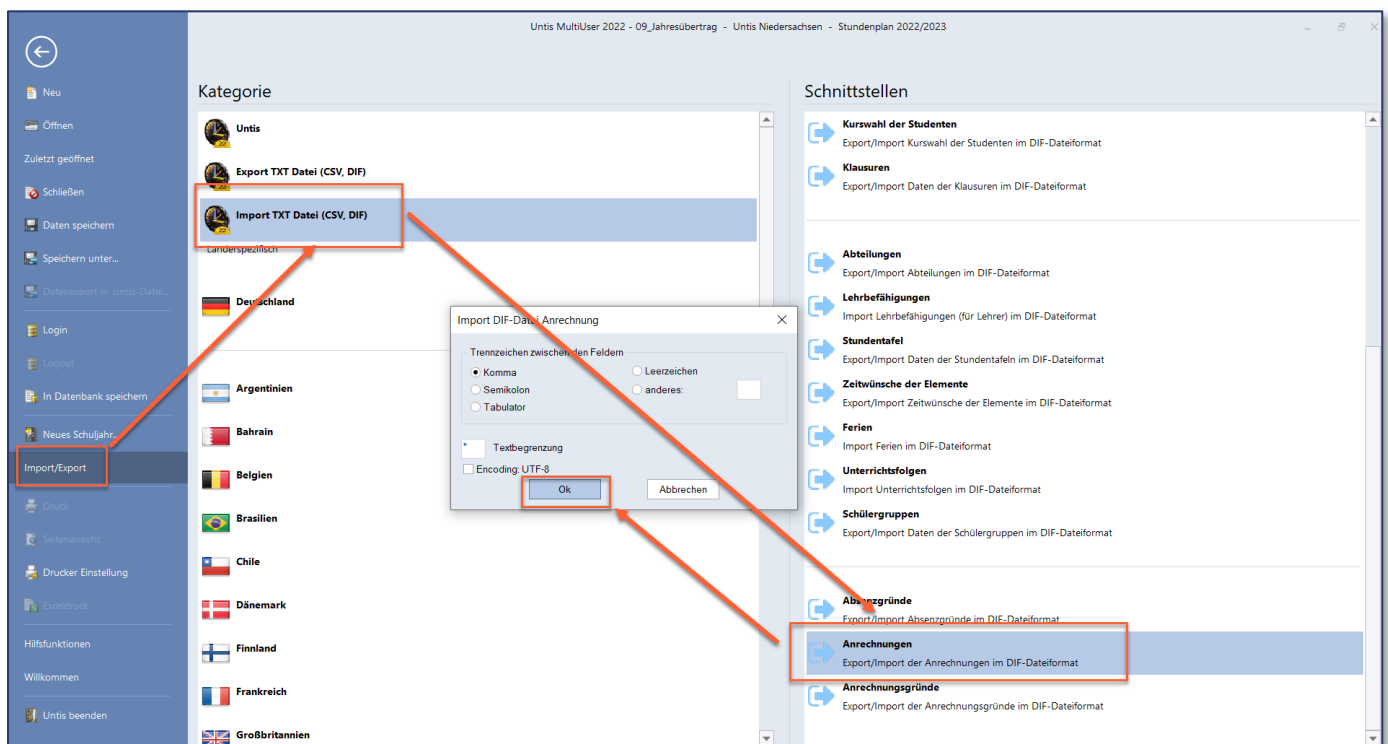 Untis MultiUser 2022 - 09_Jahresübertrag - Untis Niedersachsen - Stundenplan 2022/2023
Neu
Öffnen
Zuletzt geöffnet
Schließen
Daten speichern
Speichern unter...
Datenexport in .untis-Datei...
Login
Logout
In Datenbank speichern
Neues Schuljahr...
Import/Export
Druck
Seitenansicht
Drucker Einstellung
Exceldruck
Hilfsfunktionen
Willkommen
Untis beenden
Kategorie
Untis
Export TXT Datei (CSV, DIF)
Import TXT Datei (CSV, DIF)
Länderspezifisch
Deutschland
Argentinien
Bahrain
Belgien
Brasilien
Chile
Dänemark
Finnland
Frankreich
Großbritannien
Import DIF-Datei Anrechnung
Trennzeichen zwischen den Feldern
Komma
Leerzeichen
Semikolon
anderes:
Tabulator
" Textbegrenzung
Encoding: UTF-8
Ok
Abbrechen
Schnittstellen
Kurswahl der Studenten
Export/Import Kurswahl der Studenten im DIF-Dateiformat
Klausuren
Export/Import Daten der Klausuren im DIF-Dateiformat
Abteilungen
Export/Import Abteilungen im DIF-Dateiformat
Lehrbefähigungen
Import Lehrbefähigungen (für Lehrer) im DIF-Dateiformat
Stundentafel
Export/Import Daten der Stundentafeln im DIF-Dateiformat
Zeitwünsche der Elemente
Export/Import Zeitwünsche der Elemente im DIF-Dateiformat
Ferien
Import Ferien im DIF-Dateiformat
Unterrichtsfolgen
Import Unterrichtsfolgen im DIF-Dateiformat
Schülergruppen
Export/Import Daten der Schülergruppen im DIF-Dateiformat
Absenzgründe
Export/Import Absenzgründe im DIF-Dateiformat
Anrechnungen
Export/Import der Anrechnungen im DIF-Dateiformat
Anrechnungsgründe
Export/Import der Anrechnungsgründe im DIF-Dateiformat